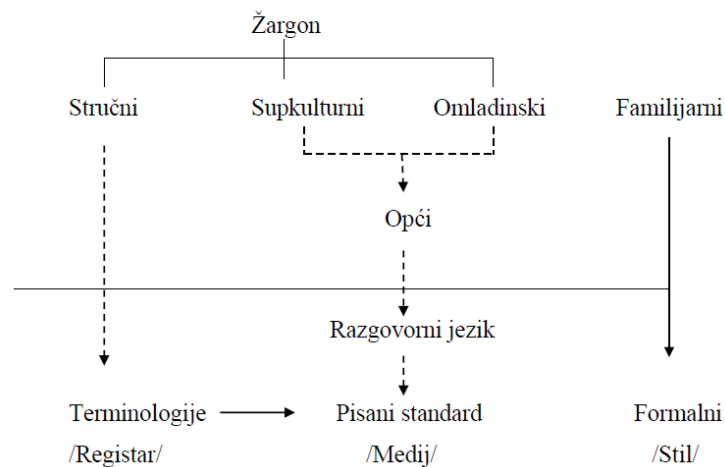 Žargon
Stručni Supkulturni Omladinski Familijarni
Opći
Razgovorni jezik
Terminologije Pisani standard Formalni
/Registar/ /Medij/ /Stil/